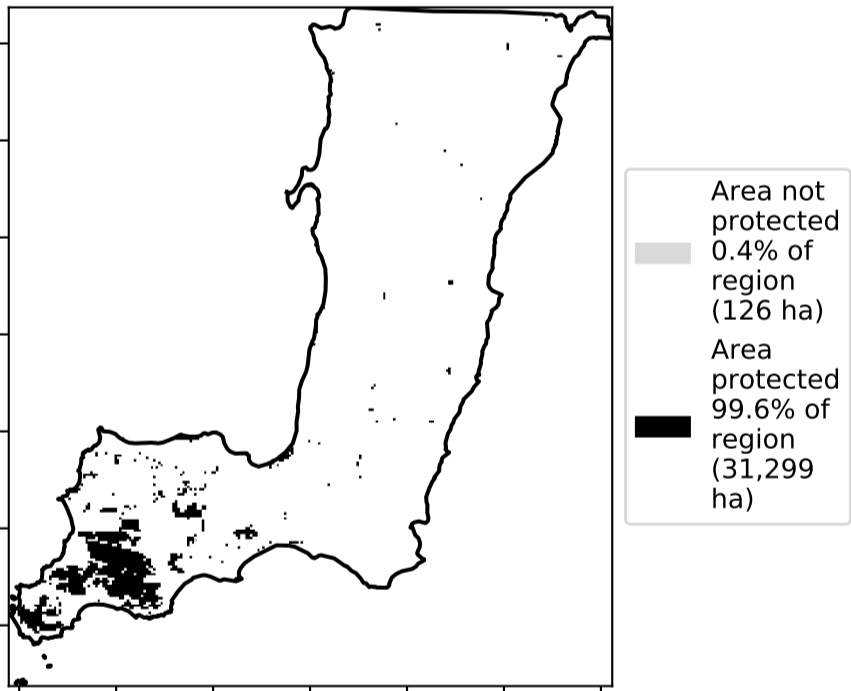 Area not
protected
0.4% of
region
(126 ha)
Area
protected
99.6% of
region
(31,299
ha)